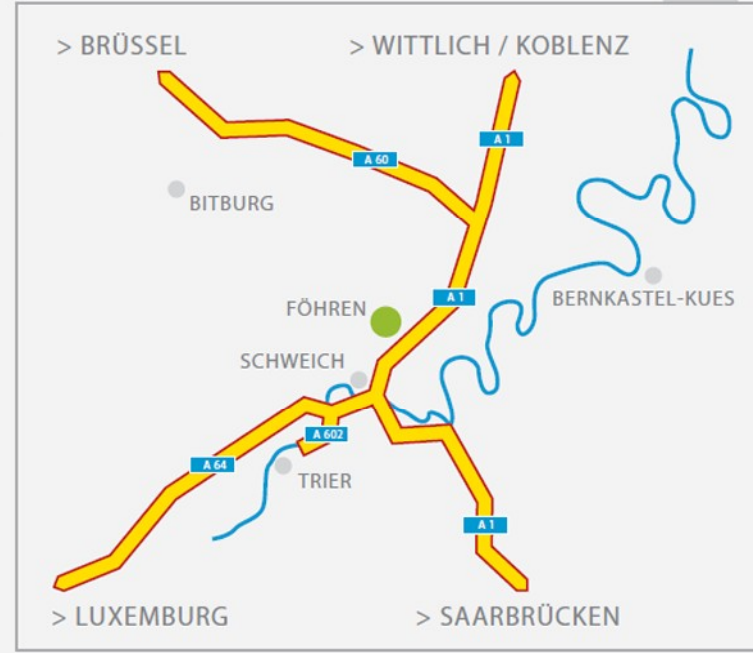 > BRÜSSEL
> WITTLICH / KOBLENZ
A 1
A 60
BITBURG
BERNKASTEL-KUES
A 1
FÖHREN
SCHWEICH
A 602
A 64
TRIER
A 1
> LUXEMBURG
> SAARBRÜCKEN